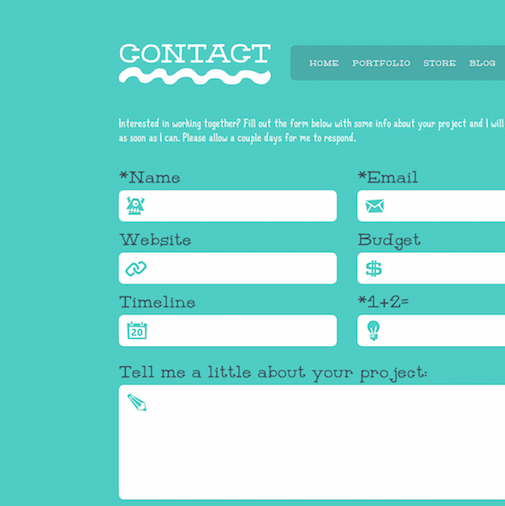 CONTACT
HOME PORTFOLIO STORE BLOG
Interested in working together? Fill out the form below with some info about your project and I will
as soon as I can. Please allow a couple days for me to respond.
*Name *Email
Website Budget
$
Timeline *1+2=
20
Tell me a little about your project: